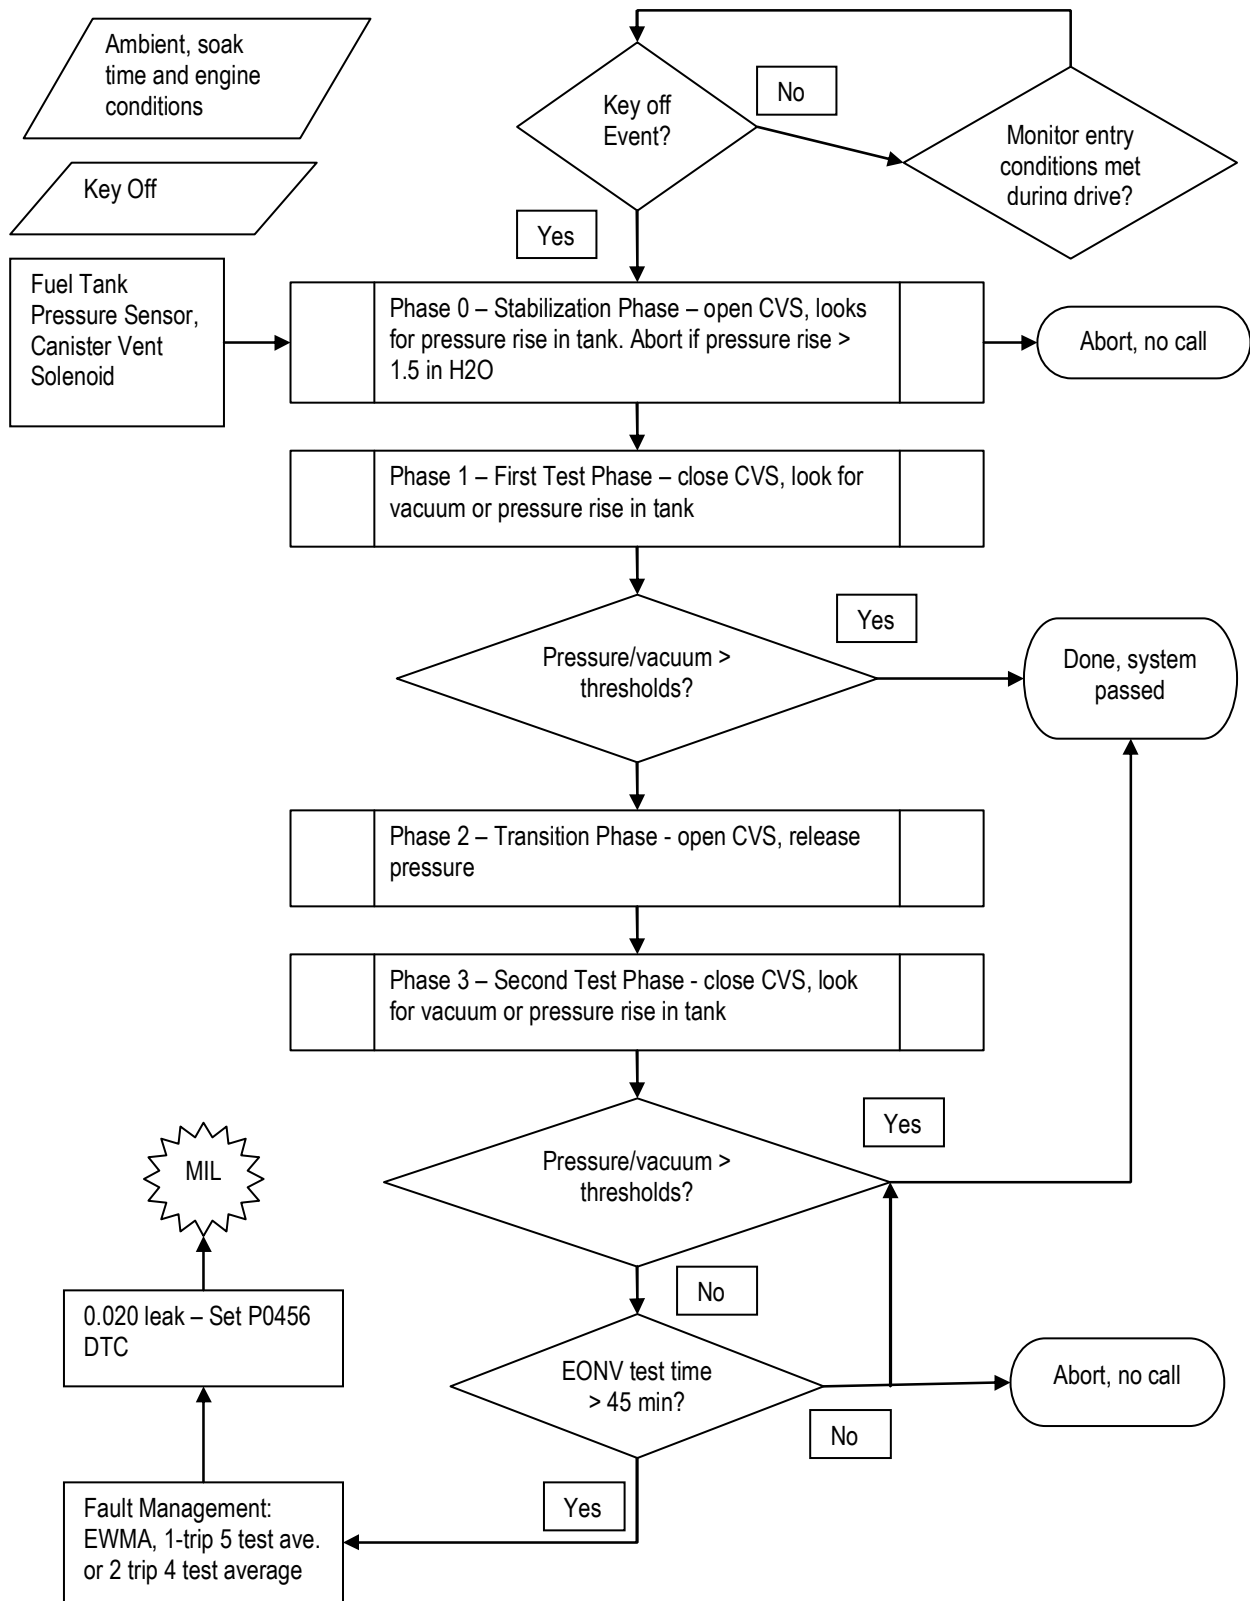 Ambient, soak
time and engine
conditions
Key off
Event?
No
Monitor entry
conditions met
during drive?
Key Off
Yes
Fuel Tank
Pressure Sensor,
Canister Vent
Solenoid
Phase 0 – Stabilization Phase – open CVS, looks
for pressure rise in tank. Abort if pressure rise >
1.5 in H2O
Abort, no call
Phase 1 – First Test Phase – close CVS, look for
vacuum or pressure rise in tank
Pressure/vacuum >
thresholds?
Yes
Done, system
passed
Phase 2 – Transition Phase - open CVS, release
pressure
Phase 3 – Second Test Phase - close CVS, look
for vacuum or pressure rise in tank
Pressure/vacuum >
thresholds?
Yes
MIL
No
0.020 leak – Set P0456
DTC
EONV test time
> 45 min?
Abort, no call
No
Yes
Fault Management:
EWMA, 1-trip 5 test ave.
or 2 trip 4 test average